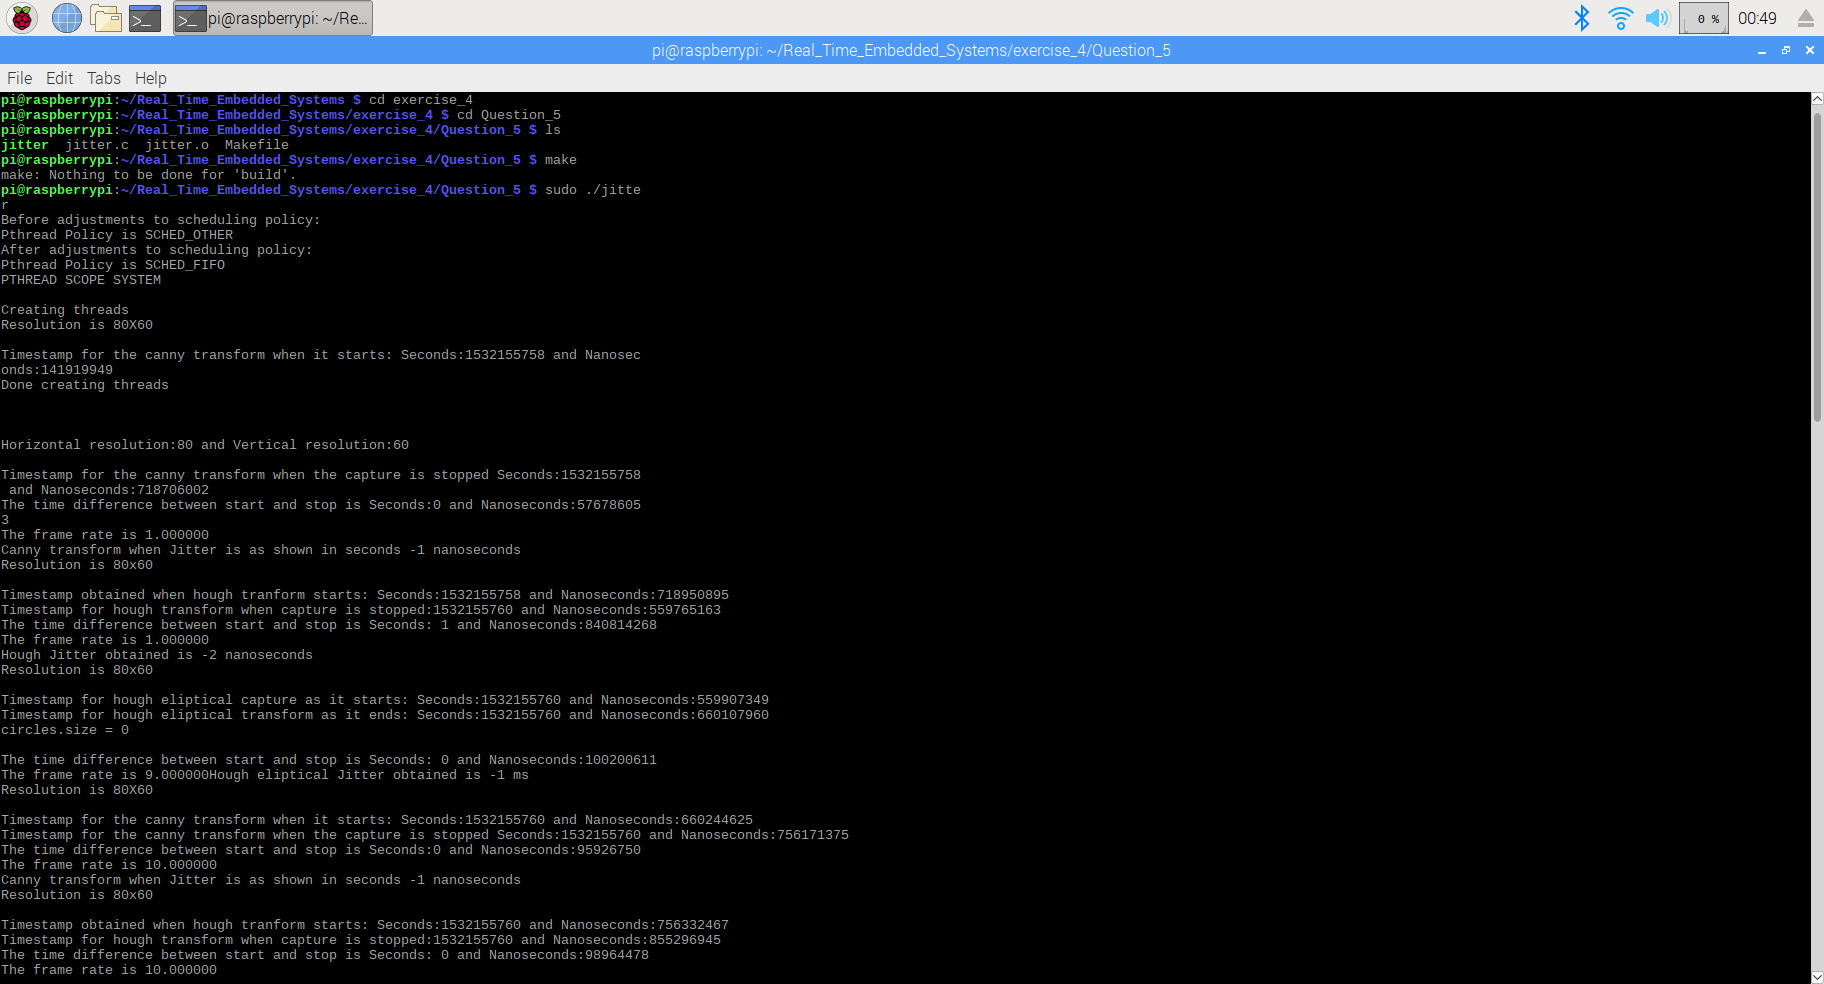 pi@raspberrypi: ~/Re...
0 %
00:49
pi@raspberrypi: ~/Real_Time_Embedded_Systems/exercise_4/Question_5
File Edit Tabs Help
pi@raspberrypi:~/Real_Time_Embedded_Systems $ cd exercise_4
pi@raspberrypi:~/Real_Time_Embedded_Systems/exercise_4 $ cd Question_5
pi@raspberrypi:~/Real_Time_Embedded_Systems/exercise_4/Question_5 $ ls
jitter  jitter.c  jitter.o  Makefile
pi@raspberrypi:~/Real_Time_Embedded_Systems/exercise_4/Question_5 $ make
make: Nothing to be done for 'build'.
pi@raspberrypi:~/Real_Time_Embedded_Systems/exercise_4/Question_5 $ sudo ./jitte
r
Before adjustments to scheduling policy:
Pthread Policy is SCHED_OTHER
After adjustments to scheduling policy:
Pthread Policy is SCHED_FIFO
PTHREAD SCOPE SYSTEM
Creating threads
Resolution is 80X60
Timestamp for the canny transform when it starts: Seconds:1532155758 and Nanosec
onds:141919949
Done creating threads
Horizontal resolution:80 and Vertical resolution:60
Timestamp for the canny transform when the capture is stopped Seconds:1532155758
 and Nanoseconds:718706002
The time difference between start and stop is Seconds:0 and Nanoseconds:57678605
3
The frame rate is 1.000000
Canny transform when Jitter is as shown in seconds -1 nanoseconds
Resolution is 80x60
Timestamp obtained when hough tranform starts: Seconds:1532155758 and Nanoseconds:718950895
Timestamp for hough transform when capture is stopped:1532155760 and Nanoseconds:559765163
The time difference between start and stop is Seconds: 1 and Nanoseconds:840814268
The frame rate is 1.000000
Hough Jitter obtained is -2 nanoseconds
Resolution is 80x60
Timestamp for hough eliptical capture as it starts: Seconds:1532155760 and Nanoseconds:559907349
Timestamp for hough eliptical transform as it ends: Seconds:1532155760 and Nanoseconds:660107960
circles.size = 0
The time difference between start and stop is Seconds: 0 and Nanoseconds:100200611
The frame rate is 9.000000Hough eliptical Jitter obtained is -1 ms
Resolution is 80X60
Timestamp for the canny transform when it starts: Seconds:1532155760 and Nanoseconds:660244625
Timestamp for the canny transform when the capture is stopped Seconds:1532155760 and Nanoseconds:756171375
The time difference between start and stop is Seconds:0 and Nanoseconds:95926750
The frame rate is 10.000000
Canny transform when Jitter is as shown in seconds -1 nanoseconds
Resolution is 80x60
Timestamp obtained when hough tranform starts: Seconds:1532155760 and Nanoseconds:756332467
Timestamp for hough transform when capture is stopped:1532155760 and Nanoseconds:855296945
The time difference between start and stop is Seconds: 0 and Nanoseconds:98964478
The frame rate is 10.000000